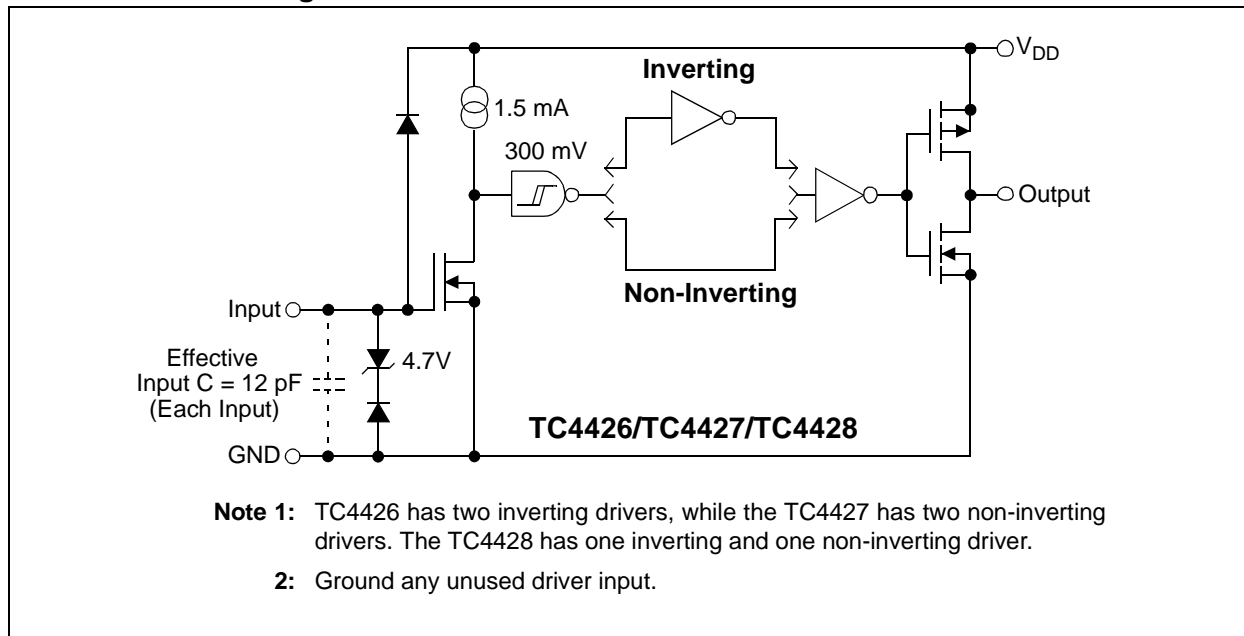 V_DD
Inverting
1.5 mA
300 mV
Output
Non-Inverting
Input
Effective
Input C = 12 pF
(Each Input)
4.7V
TC4426/TC4427/TC4428
GND
Note 1: TC4426 has two inverting drivers, while the TC4427 has two non-inverting
drivers. The TC4428 has one inverting and one non-inverting driver.
2: Ground any unused driver input.